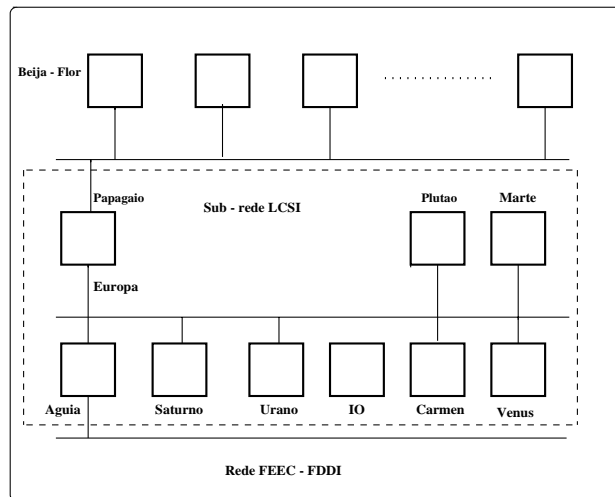 Beija - Flor
Papagaio
Sub - rede LCSI
Plutao
Marte
Europa
Aguia
Saturno
Urano
IO
Carmen
Venus
Rede FEEC - FDDI